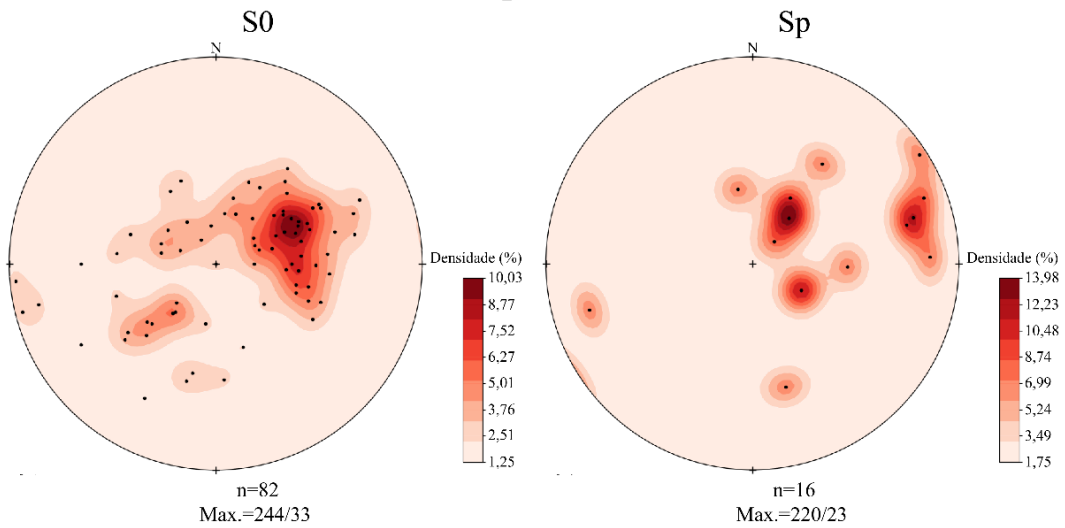 S0
N
Densidade (%)
10,03
8,77
7,52
6,27
5,01
3,76
2,51
1,25
n=82
Max.=244/33
Sp
N
Densidade (%)
13,98
12,23
10,48
8,74
6,99
5,24
3,49
1,75
n=16
Max.=220/23